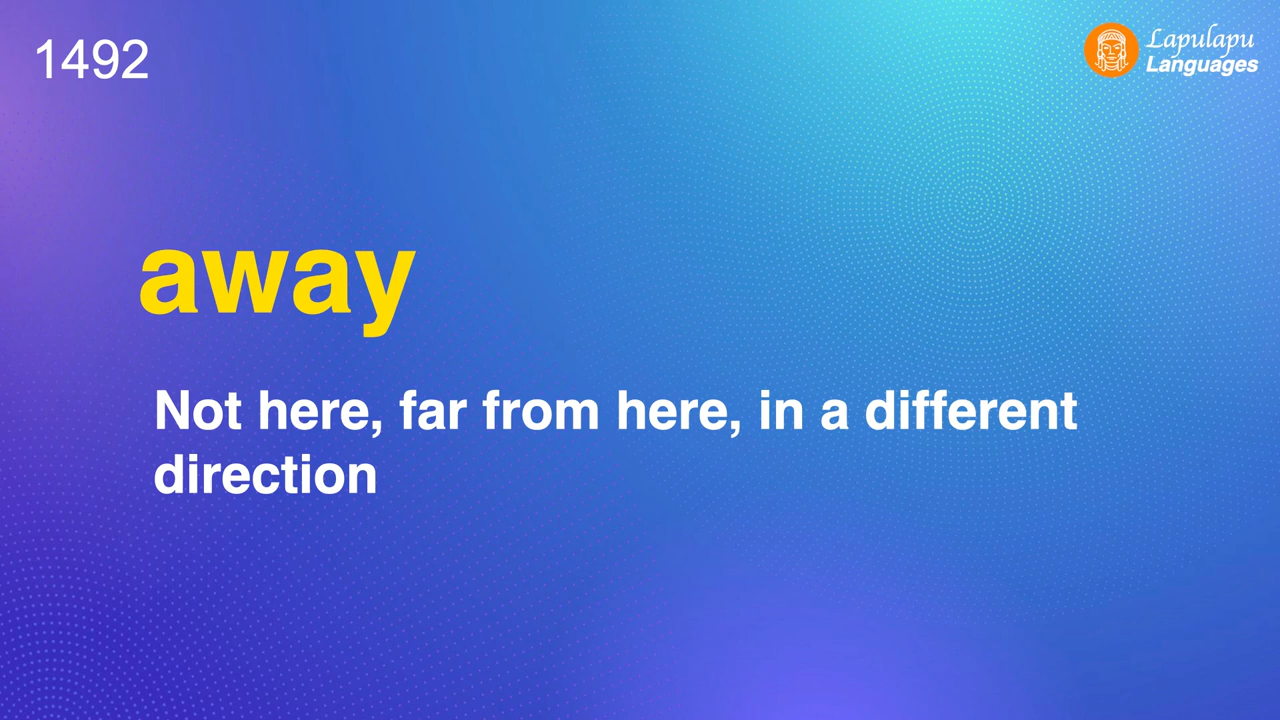 1492
Lapulapu
Languages
away
Not here, far from here, in a different
direction